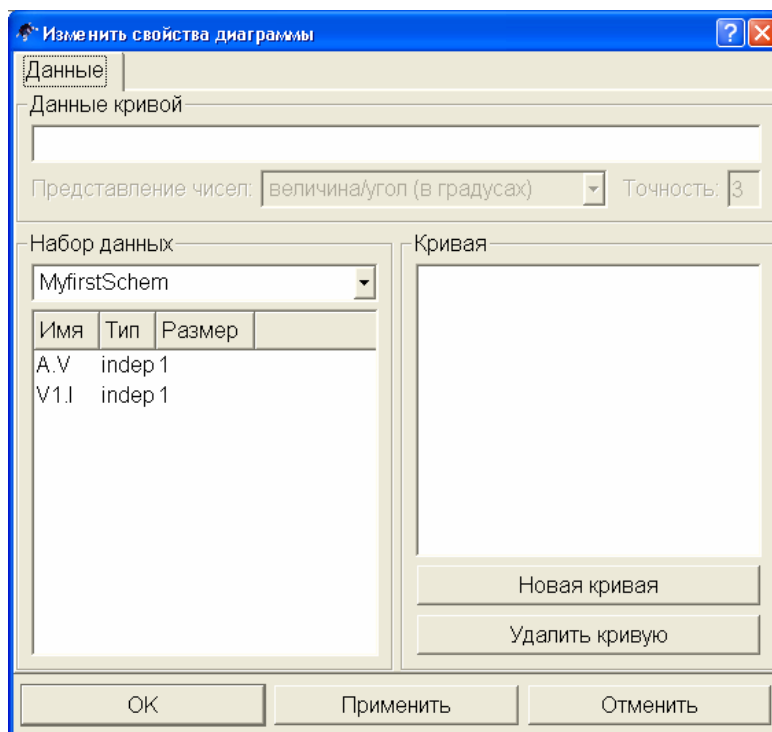 Изменить свойства диаграммы
Данные
Данные кривой
Представление чисел: величина/угол (в градусах) Точность: 3
Набор данных
MyfirstSchem
Имя Тип Размер
A.V indep 1
V1.I indep 1
Кривая
Новая кривая
Удалить кривую
OK Применить Отменить